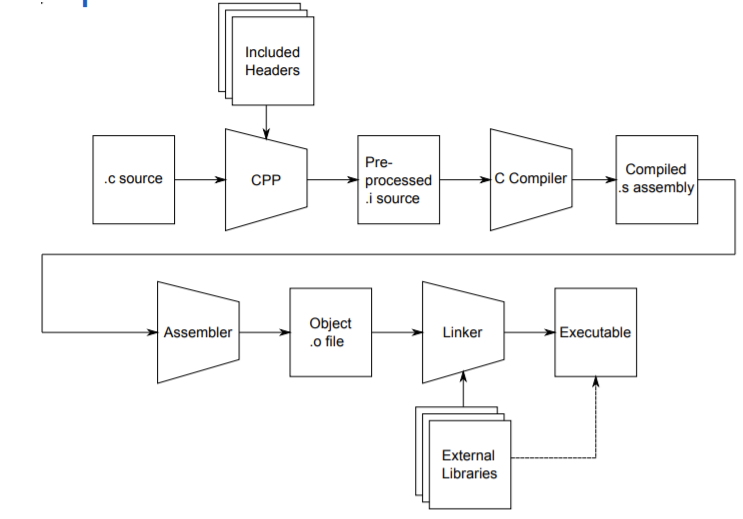 Included
Headers
.c source
CPP
Pre-
processed
.i source
C Compiler
Compiled
.s assembly
Assembler
Object
.o file
Linker
Executable
External
Libraries